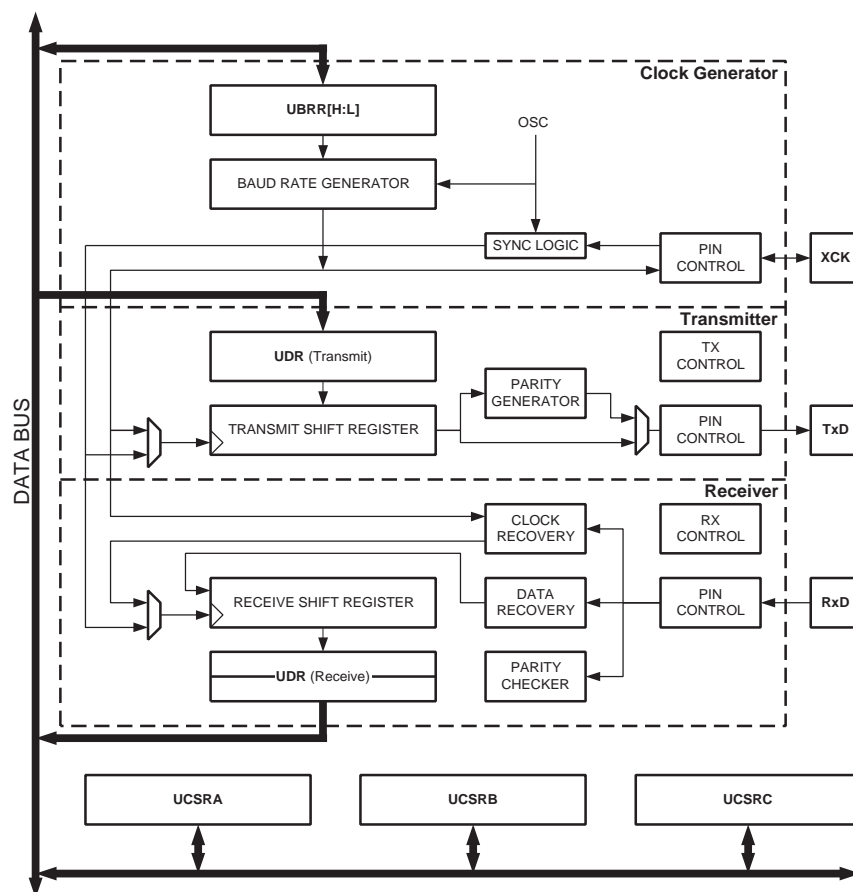 Clock Generator
UBRR[H:L]
OSC
BAUD RATE GENERATOR
SYNC LOGIC
PIN
CONTROL
XCK
Transmitter
UDR (Transmit)
TX
CONTROL
PARITY
GENERATOR
TRANSMIT SHIFT REGISTER
PIN
CONTROL
TxD
DATA BUS
Receiver
CLOCK
RECOVERY
RX
CONTROL
RECEIVE SHIFT REGISTER
DATA
RECOVERY
PIN
CONTROL
RxD
UDR (Receive)
PARITY
CHECKER
UCSRA
UCSRB
UCSRC